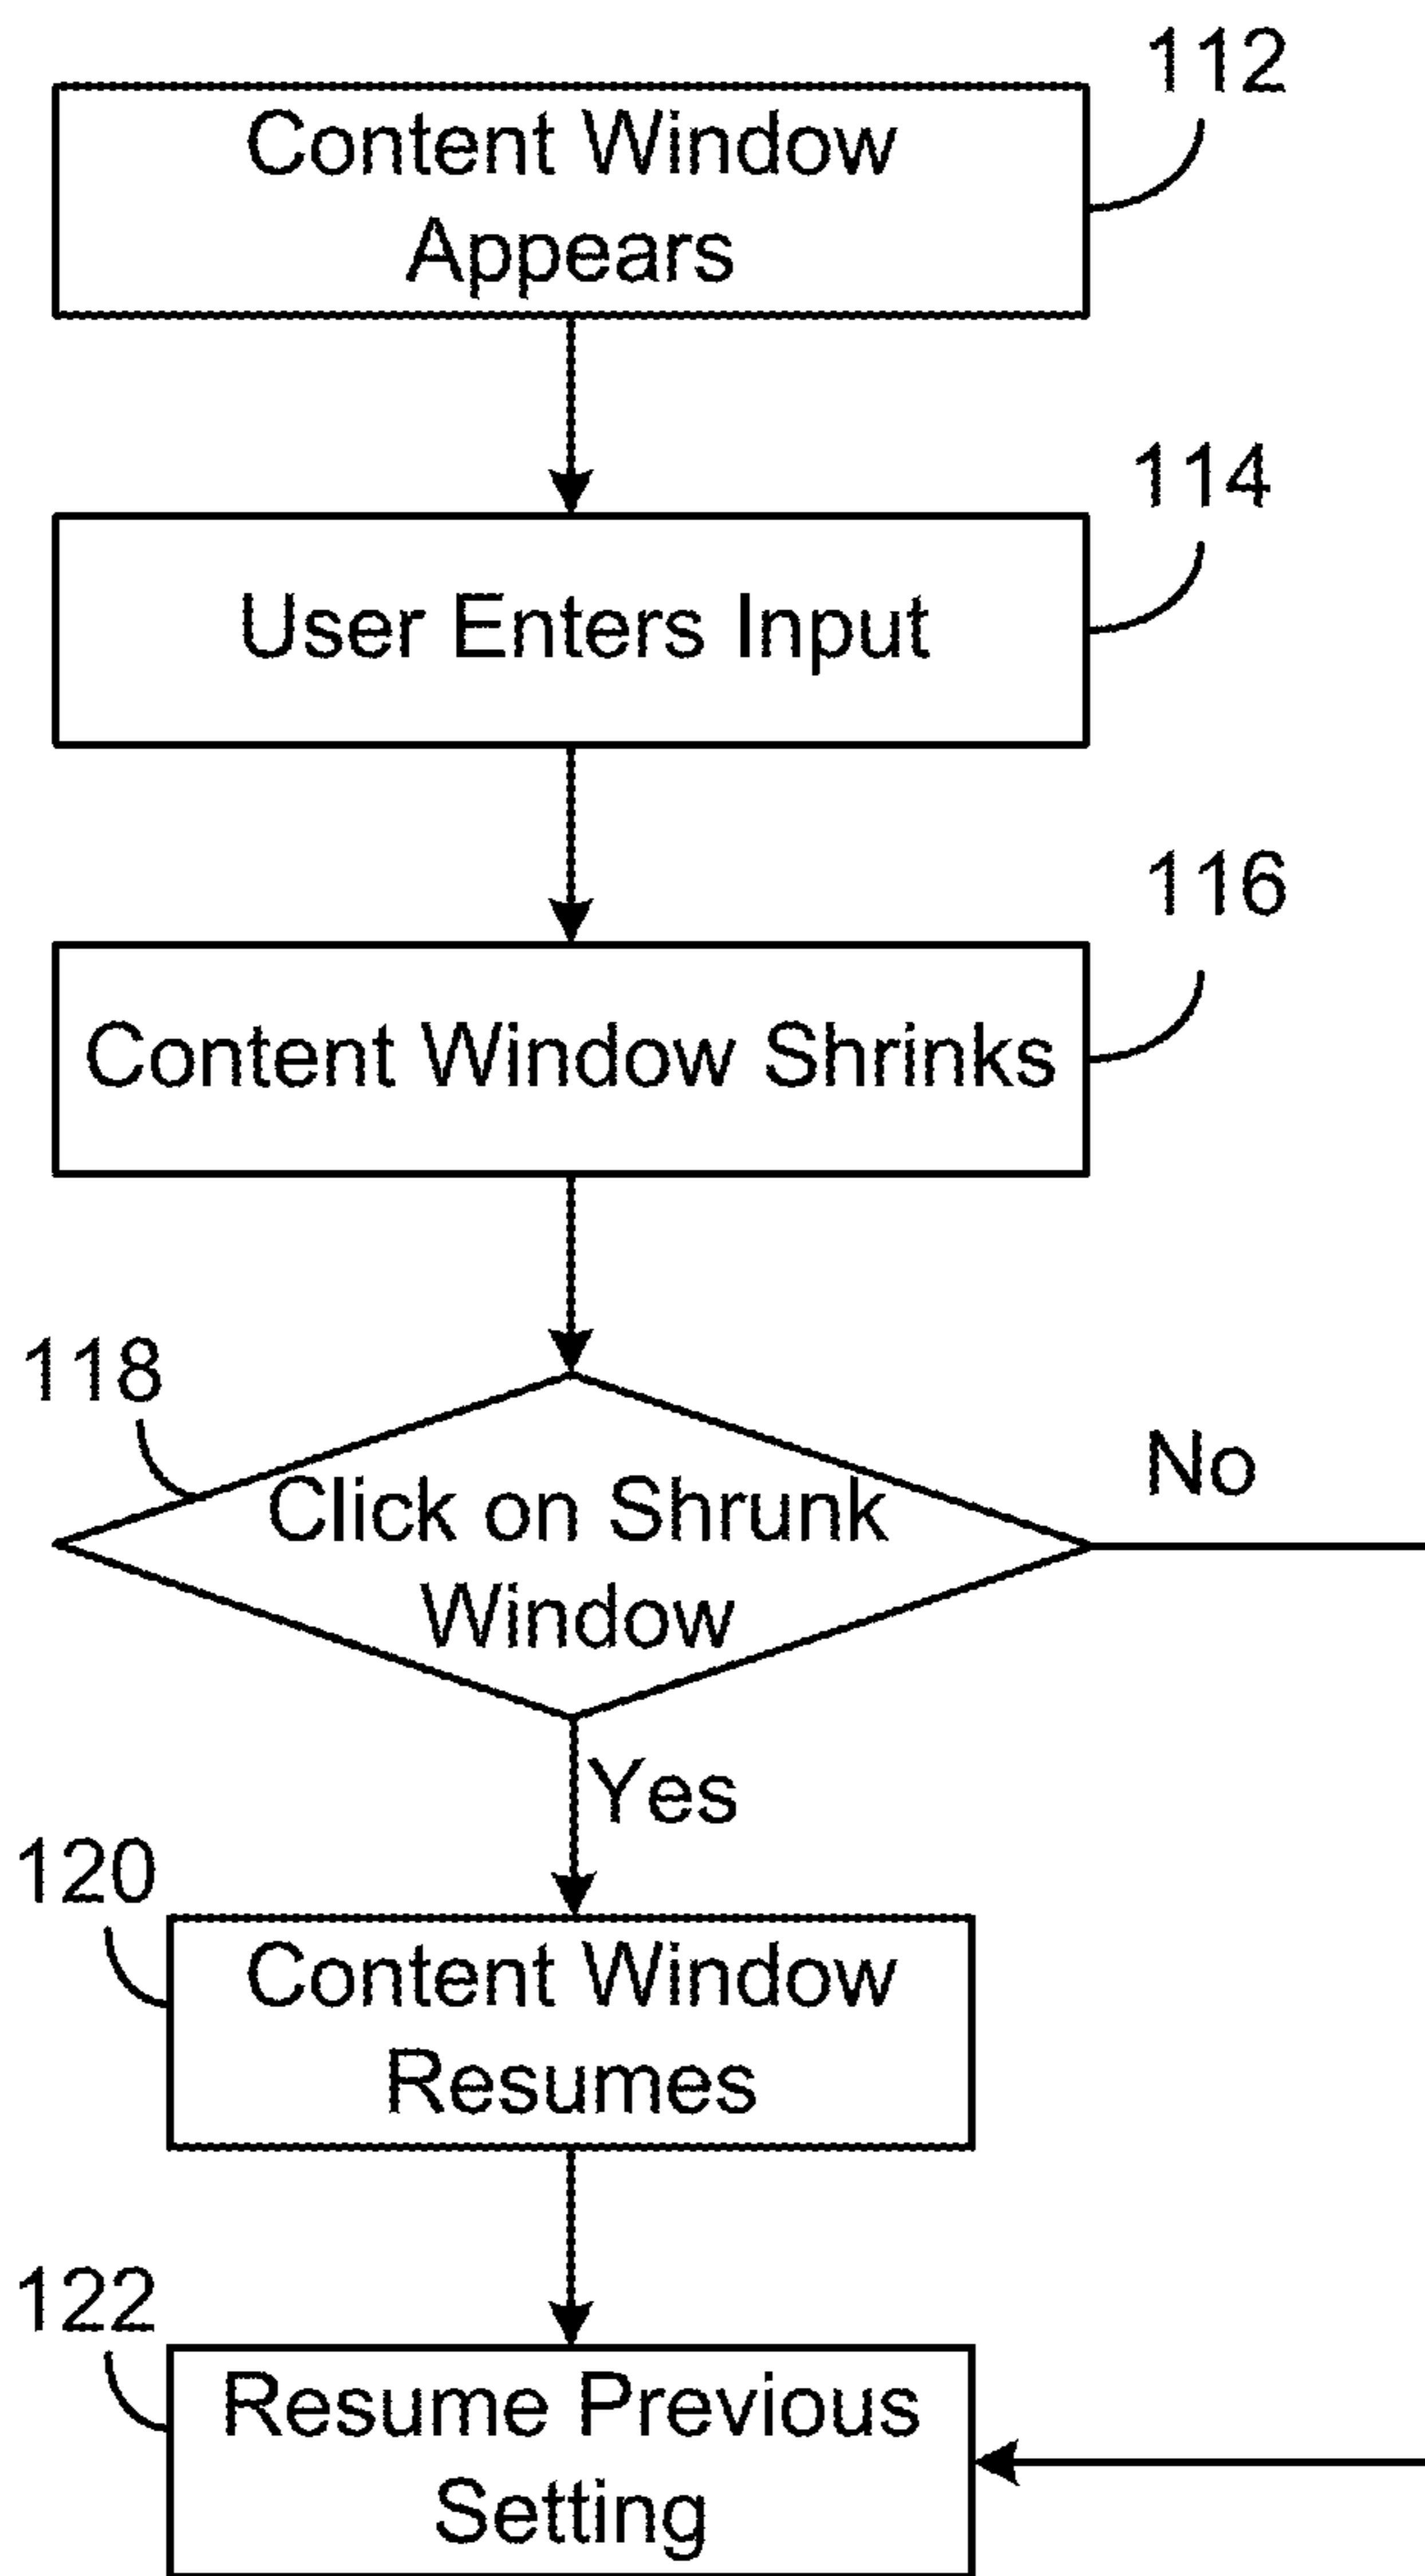 112
Content Window
Appears
114
User Enters Input
116
Content Window Shrinks
118
No
Click on Shrunk
Window
Yes
120
Content Window
Resumes
122
Resume Previous
Setting